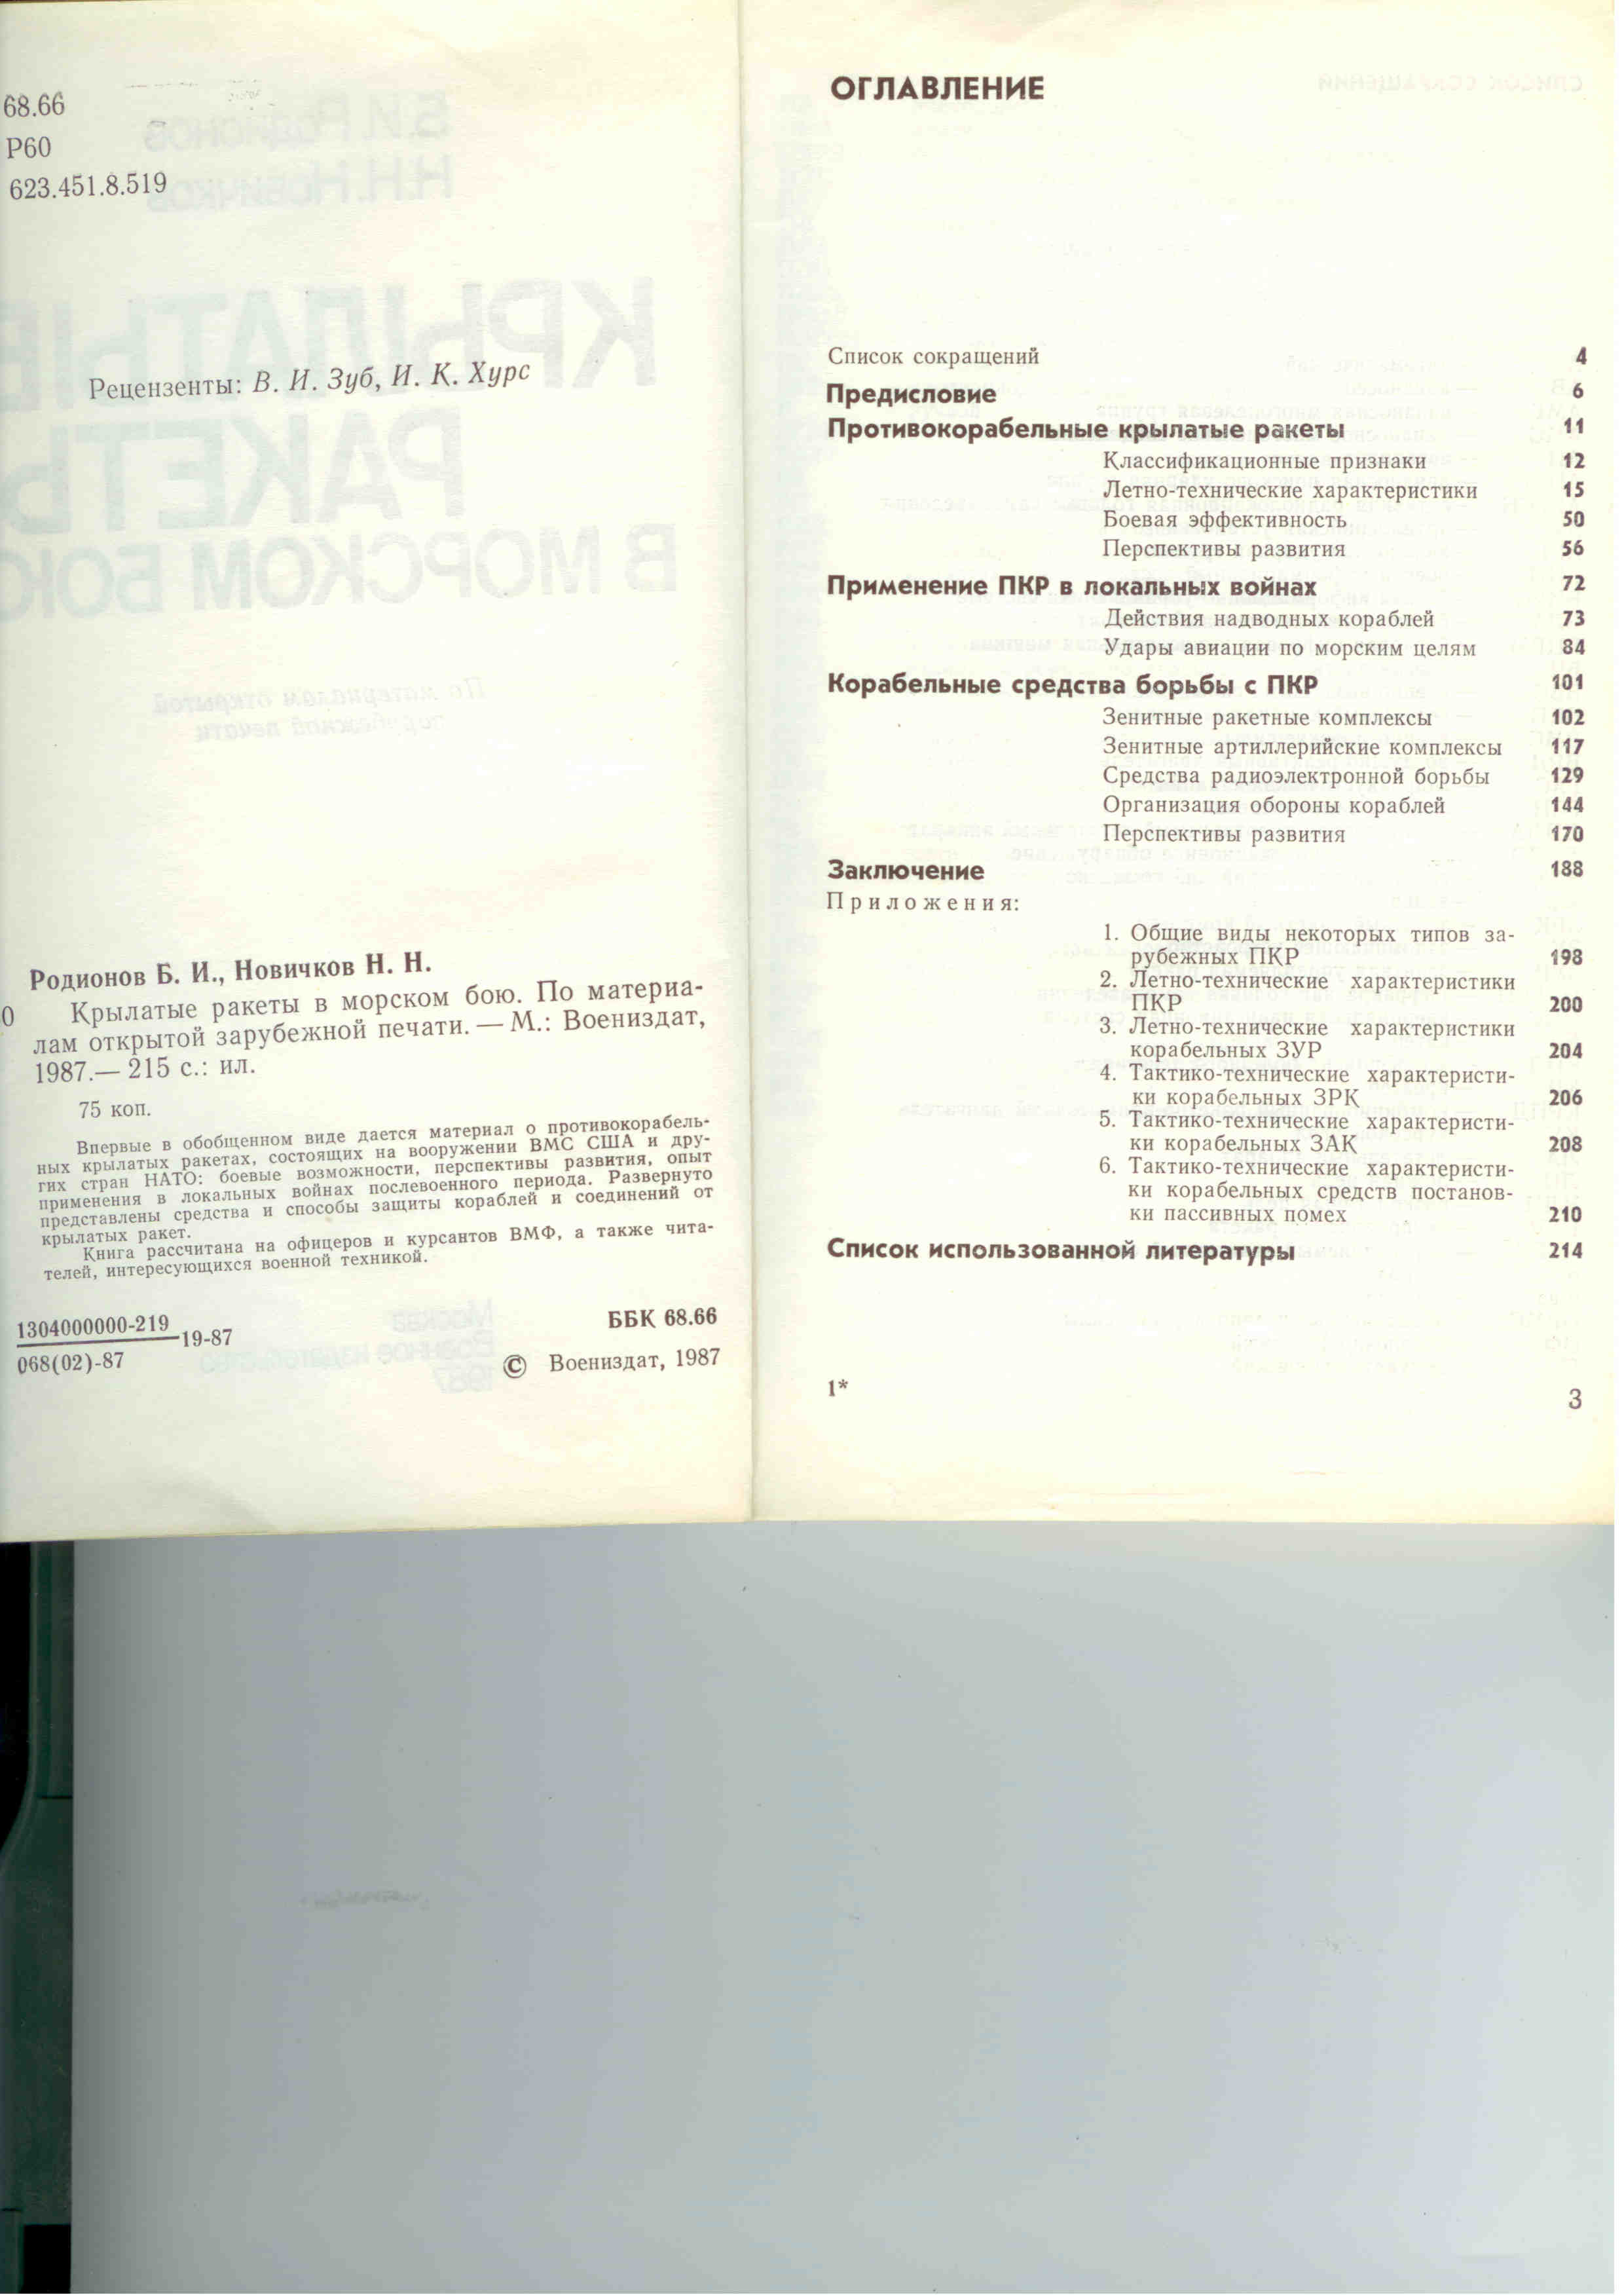 68.66
Р60
623.451.8.519
Рецензенты: В. И. Зуб, И. К. Хурс
Родионов Б. И., Новичков Н. Н.
0 Крылатые ракеты в морском бою. По материа-
лам открытой зарубежной печати. — М.: Воениздат,
1987.— 215 с.: ил.
75 коп.
Впервые в обобщенном виде дается материал о противокорабель-
ных крылатых ракетах, состоящих на вооружении ВМС США и дру-
гих стран НАТО: боевые возможности, перспективы развития, опыт
применения в локальных войнах послевоенного периода. Развернуто
представлены средства и способы защиты кораблей и соединений от
крылатых ракет.
Книга рассчитана на офицеров и курсантов ВМФ, а также чита-
телей, интересующихся военной техникой.
1304000000-219
19-87
068(02)-87
ББК 68.66
© Воениздат, 1987
ОГЛАВЛЕНИЕ
Список сокращений 4
Предисловие 6
Противокорабельные крылатые ракеты 11
Классификационные признаки 12
Летно-технические характеристики 15
Боевая эффективность 50
Перспективы развития 56
Применение ПКР в локальных войнах 72
Действия надводных кораблей 73
Удары авиации по морским целям 84
Корабельные средства борьбы с ПКР 101
Зенитные ракетные комплексы 102
Зенитные артиллерийские комплексы 117
Средства радиоэлектронной борьбы 129
Организация обороны кораблей 144
Перспективы развития 170
Заключение 188
Приложения:
1. Общие виды некоторых типов за-
рубежных ПКР 198
2. Летно-технические характеристики
ПКР 200
3. Летно-технические характеристики
корабельных ЗУР 204
4. Тактико-технические характеристи-
ки корабельных ЗРК 206
5. Тактико-технические характеристи-
ки корабельных ЗАК 208
6. Тактико-технические характеристи-
ки корабельных средств постанов-
ки пассивных помех 210
Список использованной литературы 214
1*
3